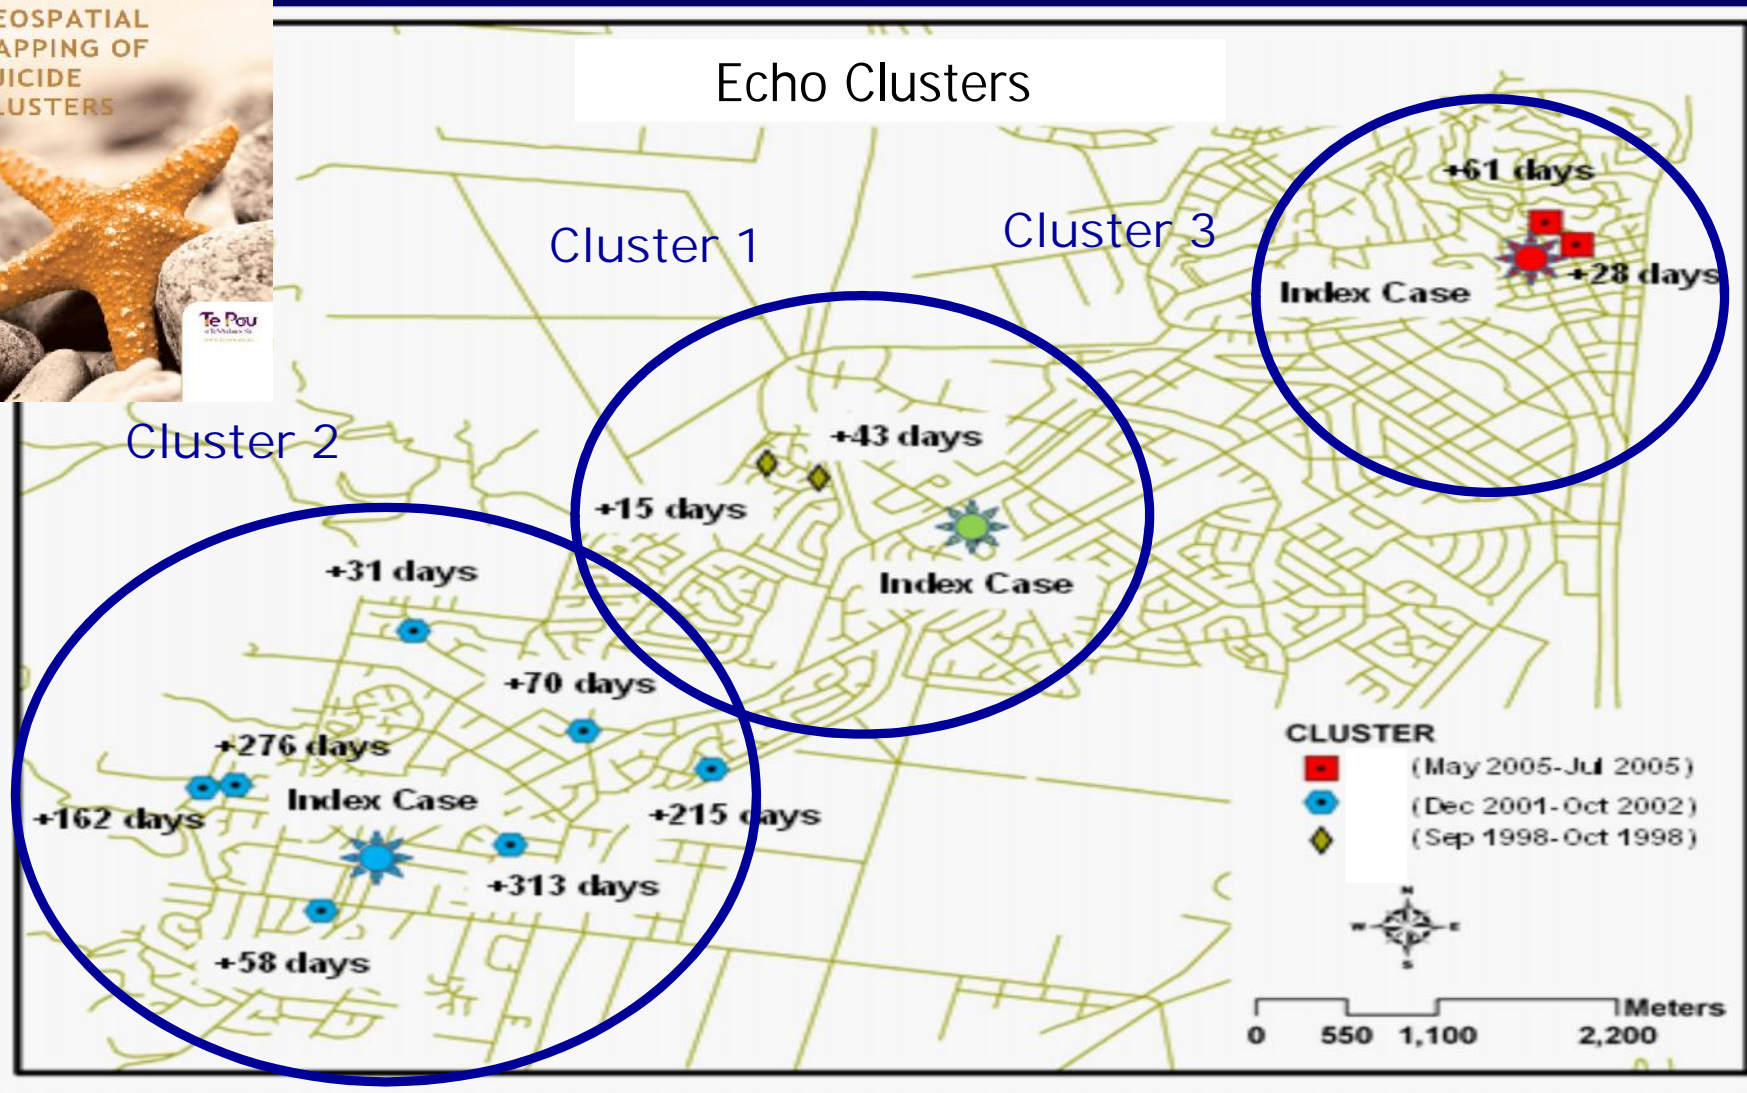 EOSPATIAL
APPING OF
UICIDE
LUSTERS
Te Pou
Echo Clusters
Cluster 1
Cluster 3
Cluster 2
+61 days
+28 days
Index Case
+43 days
+15 days
Index Case
+31 days
+70 days
+276 days
Index Case
+162 days
+215 days
+313 days
+58 days
CLUSTER
(May 2005-Jul 2005)
(Dec 2001-Oct 2002)
(Sep 1998-Oct 1998)
N
W E
S
Meters
0 550 1,100 2,200